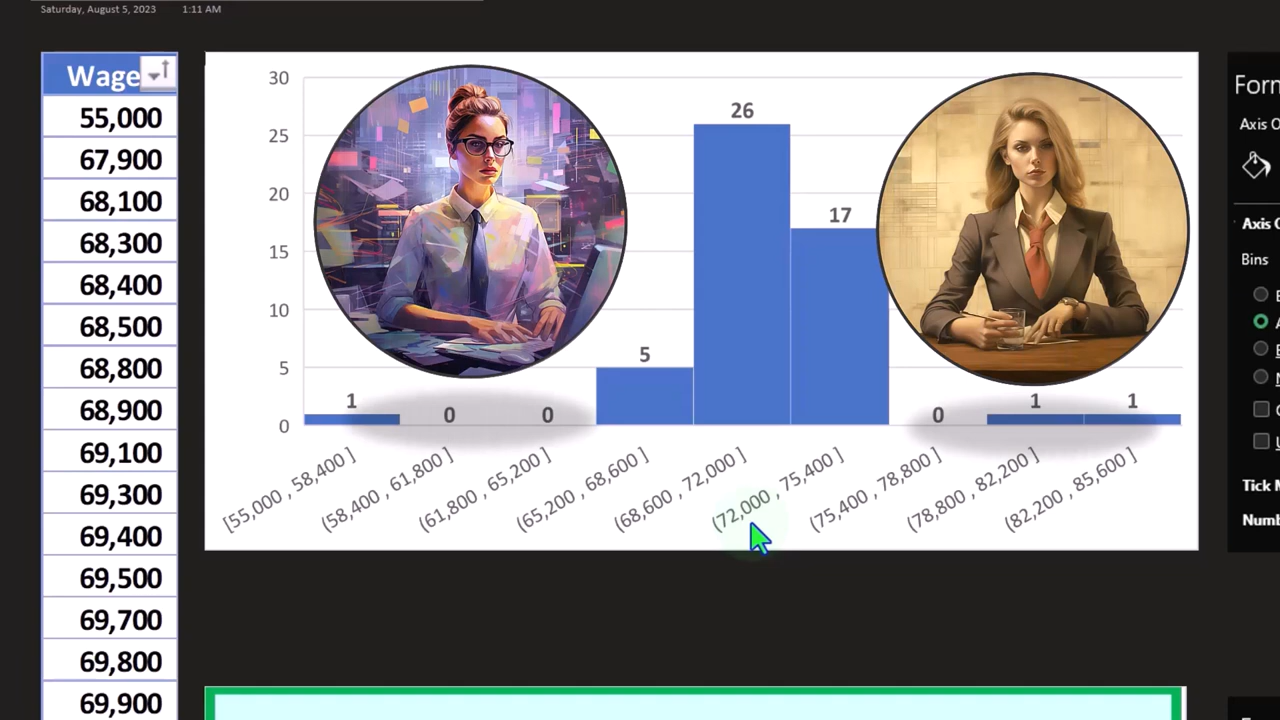 Saturday, August 5, 2023 1:11 AM
Wage
55,000
67,900
68,100
68,300
68,400
68,500
68,800
68,900
69,100
69,300
69,400
69,500
69,700
69,800
69,900
30
25
20
15
10
5
0
1
0
0
5
26
17
0
1
1
[55,000 , 58,400 ]
(58,400 , 61,800 ]
(61,800 , 65,200 ]
(65,200 , 68,600 ]
(68,600 , 72,000 ]
(72,000 , 75,400 ]
(75,400 , 78,800 ]
(78,800 , 82,200 ]
(82,200 , 85,600 ]
Axis O
Axis O
Bins
Tick M